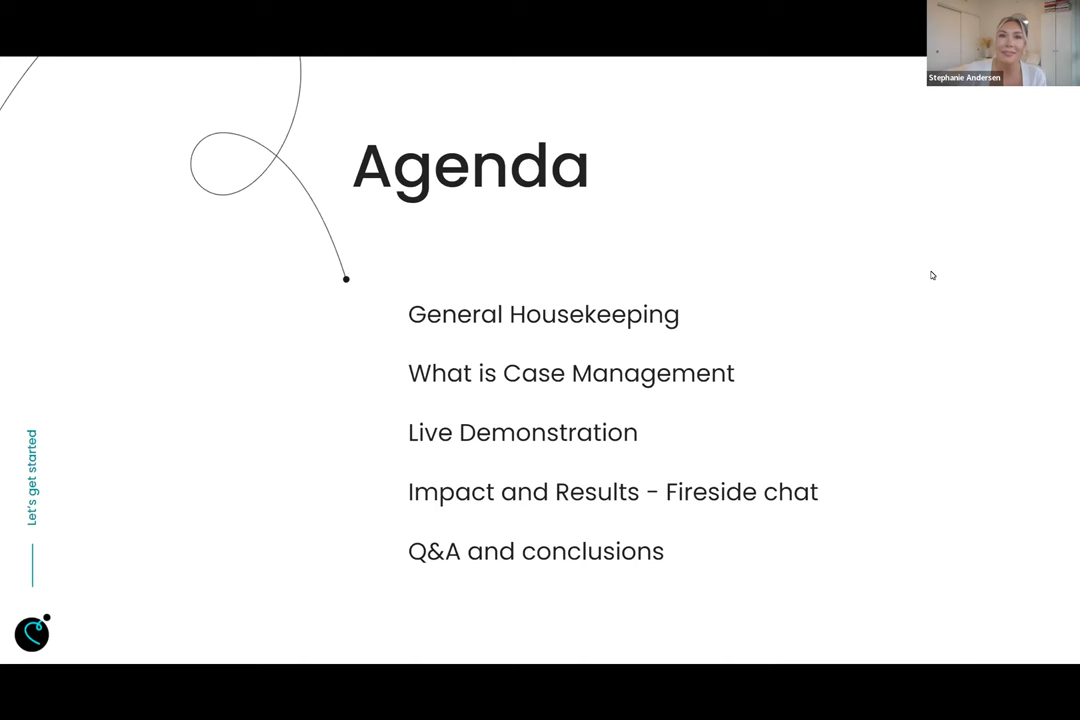 Stephanie Andersen
Agenda
General Housekeeping
What is Case Management
Live Demonstration
Impact and Results - Fireside chat
Q&A and conclusions
Let's get started